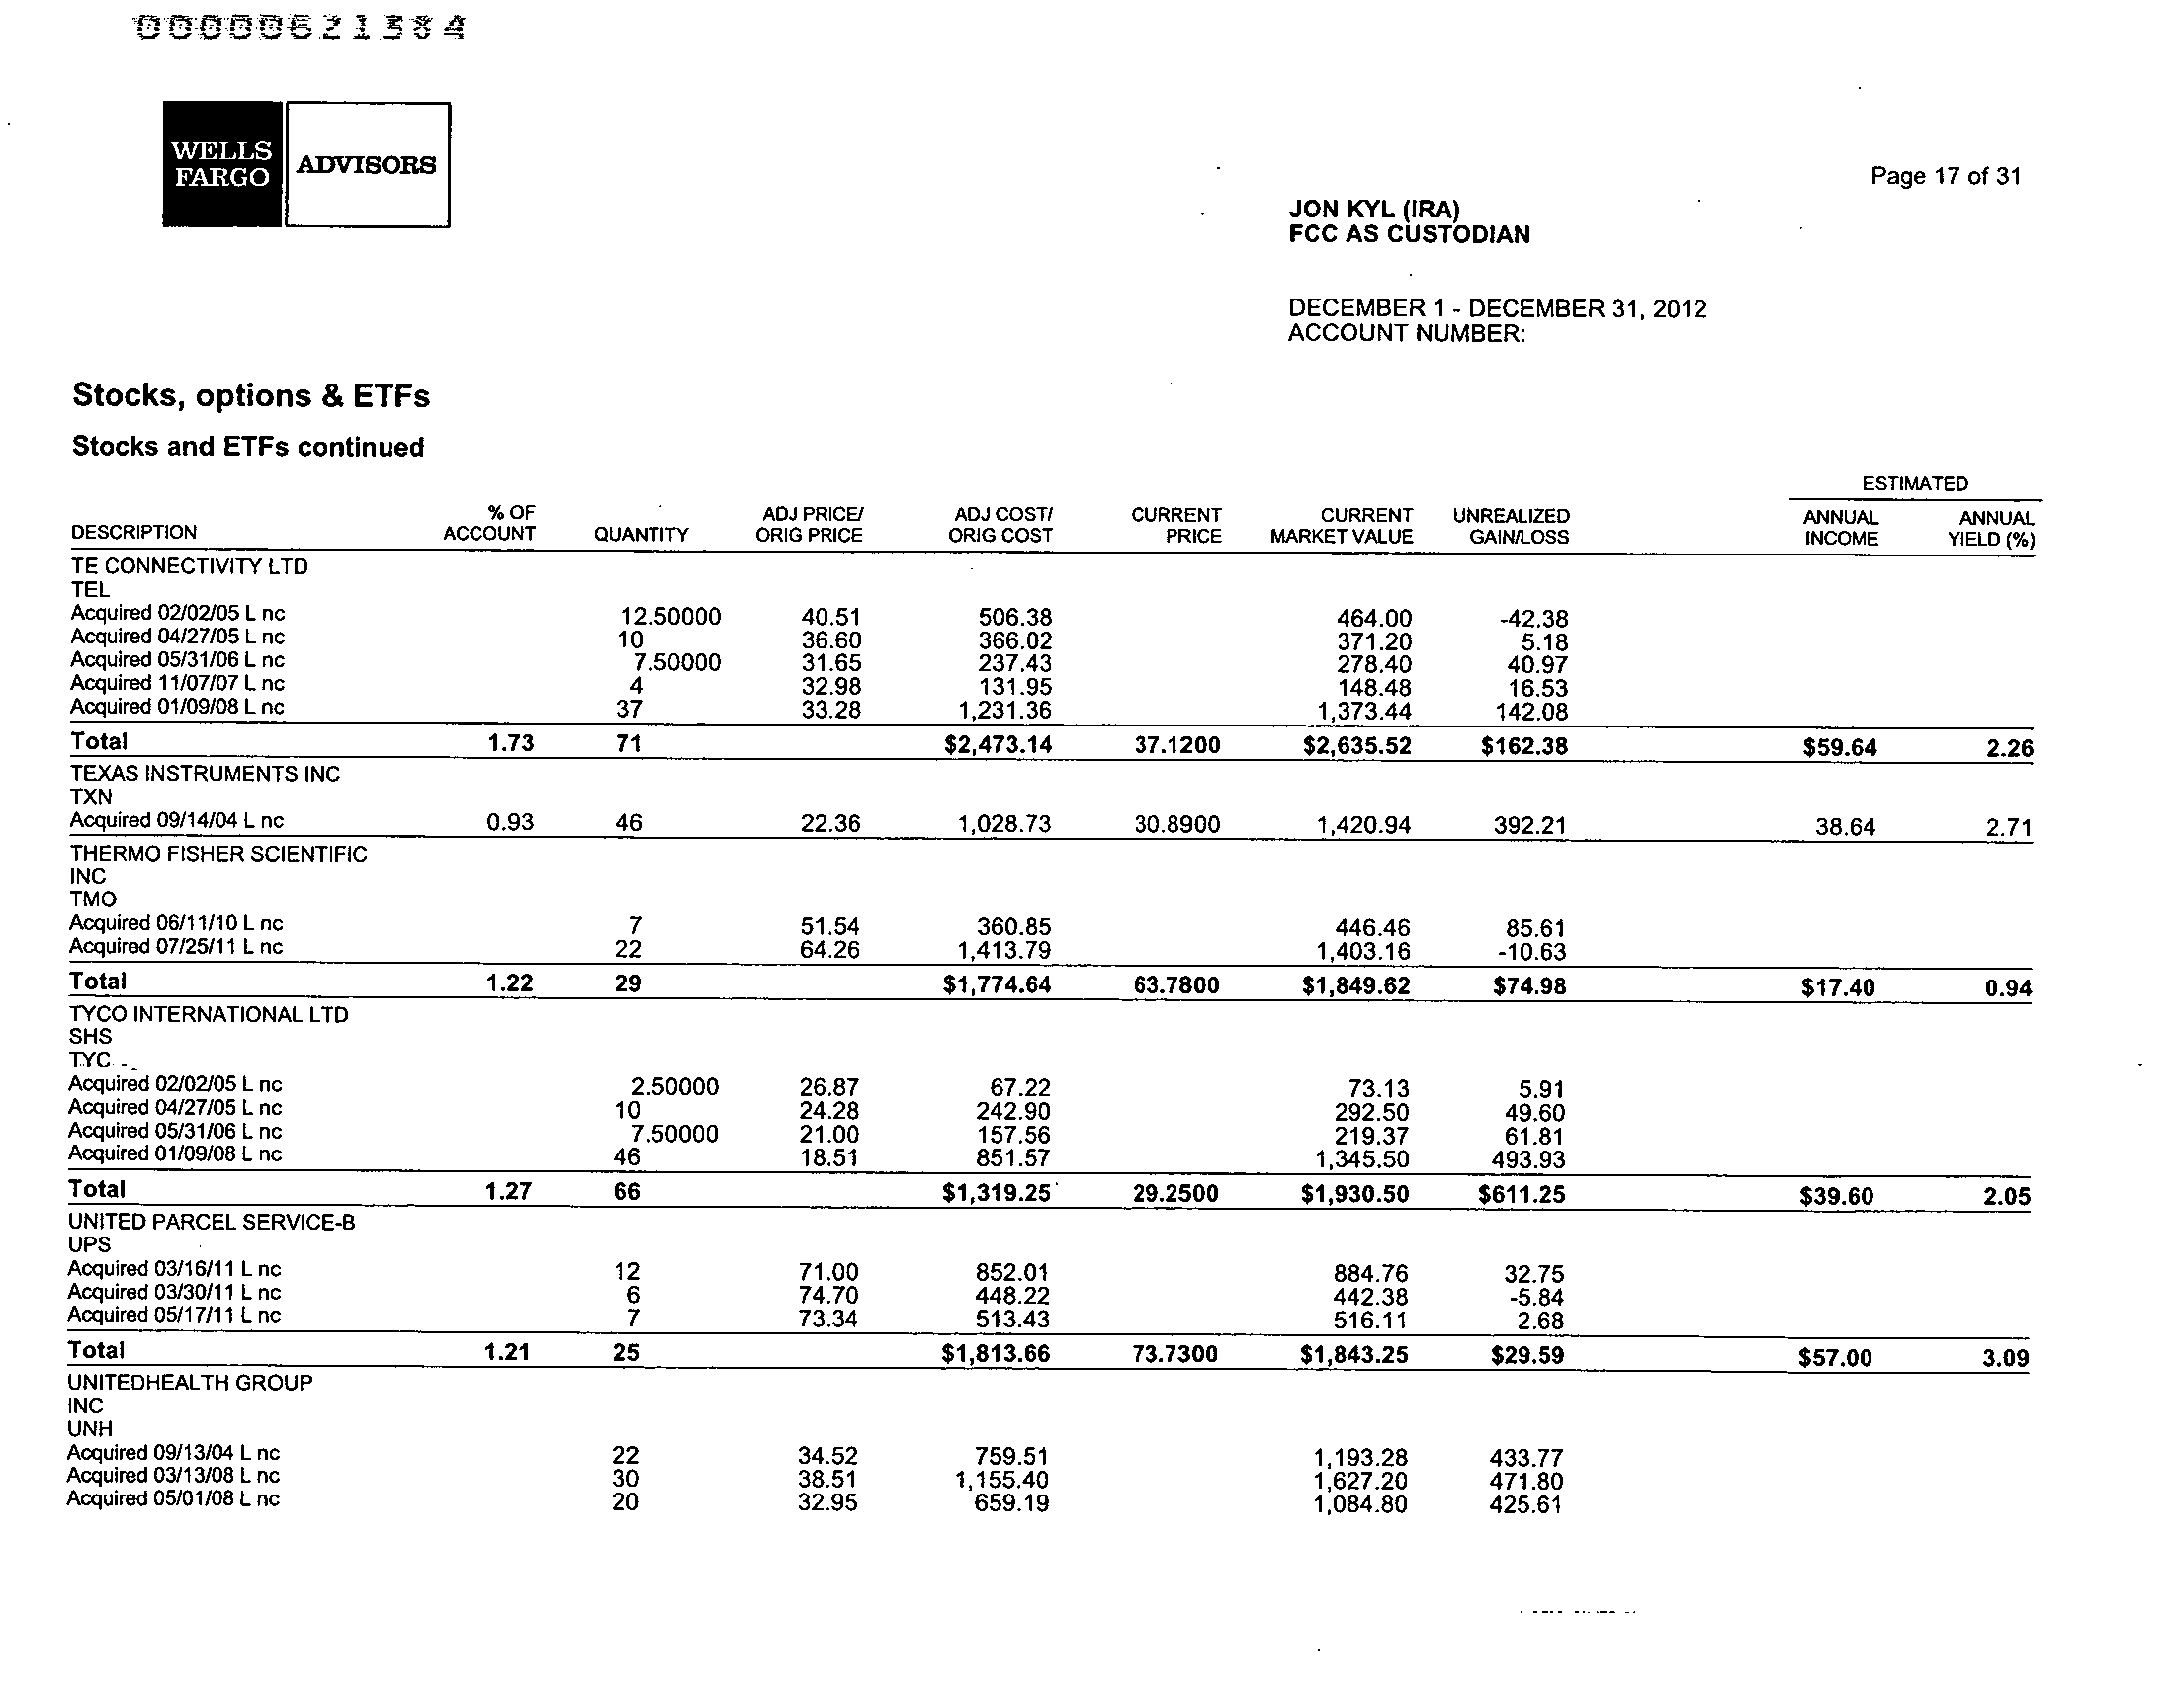 00000621384
WELLS FARGO ADVISORS
Page 17 of 31
JON KYL (IRA)
FCC AS CUSTODIAN
DECEMBER 1 - DECEMBER 31, 2012
ACCOUNT NUMBER:
Stocks, options & ETFs
Stocks and ETFs continued
ESTIMATED
% OF ADJ PRICE/ ADJ COST/ CURRENT CURRENT UNREALIZED ANNUAL ANNUAL
DESCRIPTION ACCOUNT QUANTITY ORIG PRICE ORIG COST PRICE MARKET VALUE GAIN/LOSS INCOME YIELD (%)
TE CONNECTIVITY LTD
TEL
Acquired 02/02/05 L nc 12.50000 40.51 506.38 464.00 -42.38
Acquired 04/27/05 L nc 10 36.60 366.02 371.20 5.18
Acquired 05/31/06 L nc 7.50000 31.65 237.43 278.40 40.97
Acquired 11/07/07 L nc 4 32.98 131.95 148.48 16.53
Acquired 01/09/08 L nc 37 33.28 1,231.36 1,373.44 142.08
Total 1.73 71 $2,473.14 37.1200 $2,635.52 $162.38 $59.64 2.26
TEXAS INSTRUMENTS INC
TXN
Acquired 09/14/04 L nc 0.93 46 22.36 1,028.73 30.8900 1,420.94 392.21 38.64 2.71
THERMO FISHER SCIENTIFIC
INC
TMO
Acquired 06/11/10 L nc 7 51.54 360.85 446.46 85.61
Acquired 07/25/11 L nc 22 64.26 1,413.79 1,403.16 -10.63
Total 1.22 29 $1,774.64 63.7800 $1,849.62 $74.98 $17.40 0.94
TYCO INTERNATIONAL LTD
SHS
TYC
Acquired 02/02/05 L nc 2.50000 26.87 67.22 73.13 5.91
Acquired 04/27/05 L nc 10 24.28 242.90 292.50 49.60
Acquired 05/31/06 L nc 7.50000 21.00 157.56 219.37 61.81
Acquired 01/09/08 L nc 46 18.51 851.57 1,345.50 493.93
Total 1.27 66 $1,319.25 29.2500 $1,930.50 $611.25 $39.60 2.05
UNITED PARCEL SERVICE-B
UPS
Acquired 03/16/11 L nc 12 71.00 852.01 884.76 32.75
Acquired 03/30/11 L nc 6 74.70 448.22 442.38 -5.84
Acquired 05/17/11 L nc 7 73.34 513.43 516.11 2.68
Total 1.21 25 $1,813.66 73.7300 $1,843.25 $29.59 $57.00 3.09
UNITEDHEALTH GROUP
INC
UNH
Acquired 09/13/04 L nc 22 34.52 759.51 1,193.28 433.77
Acquired 03/13/08 L nc 30 38.51 1,155.40 1,627.20 471.80
Acquired 05/01/08 L nc 20 32.95 659.19 1,084.80 425.61